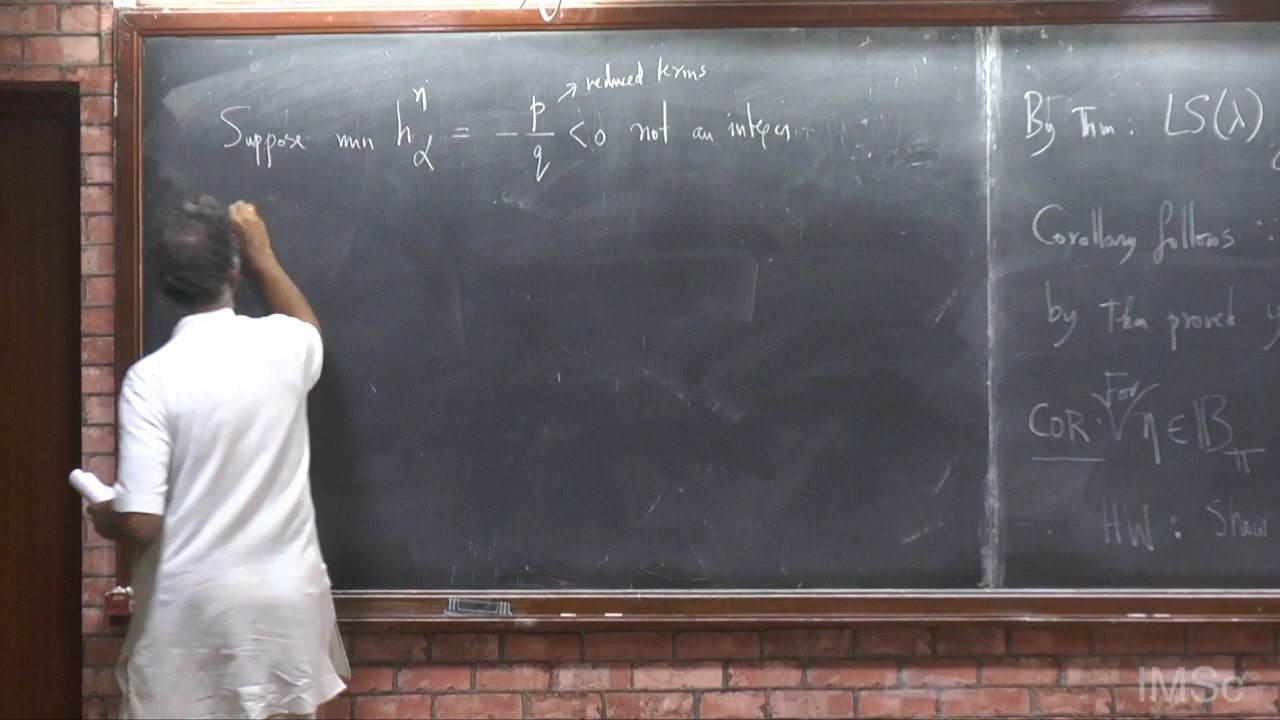 reduced terms
Suppose min h_α^η = - p/q < 0 not an integer
By Thm: LS(λ)
Corollary follows :
by Thm proved
COR. For η ∈ B_π
HW: Show
IMSc